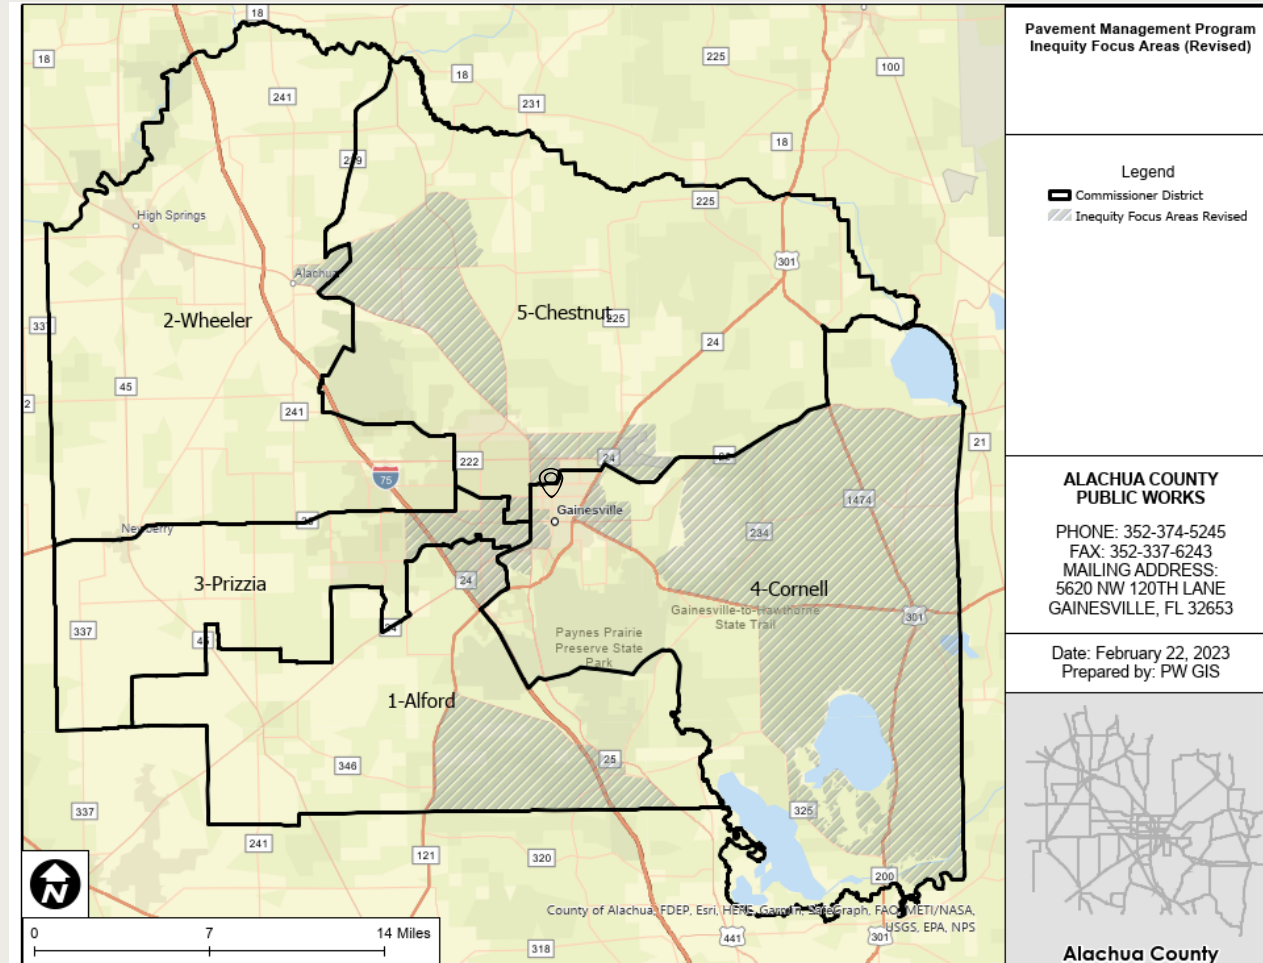 18
18
241
18
231
225
100
18
239
225
High Springs
301
Alachua
5-Chestnut
225
2-Wheeler
337
24
45
241
21
222
24
75
1474
Gainesville
Newberry
234
3-Prizzia
24
4-Cornell
Gainesville-to-Hawthorne
State Trail
301
337
Paynes Prairie
Preserve State
Park
1-Alford
346
25
337
325
241
121
320
200
N
County of Alachua, FDEP, Esri, HERE, Garmin, SafeGraph, FAO, METI/NASA,
USGS, EPA, NPS
0 7 14 Miles
318
441
301
Pavement Management Program
Inequity Focus Areas (Revised)
Legend
Commissioner District
Inequity Focus Areas Revised
ALACHUA COUNTY
PUBLIC WORKS
PHONE: 352-374-5245
FAX: 352-337-6243
MAILING ADDRESS:
5620 NW 120TH LANE
GAINESVILLE, FL 32653
Date: February 22, 2023
Prepared by: PW GIS
Alachua County